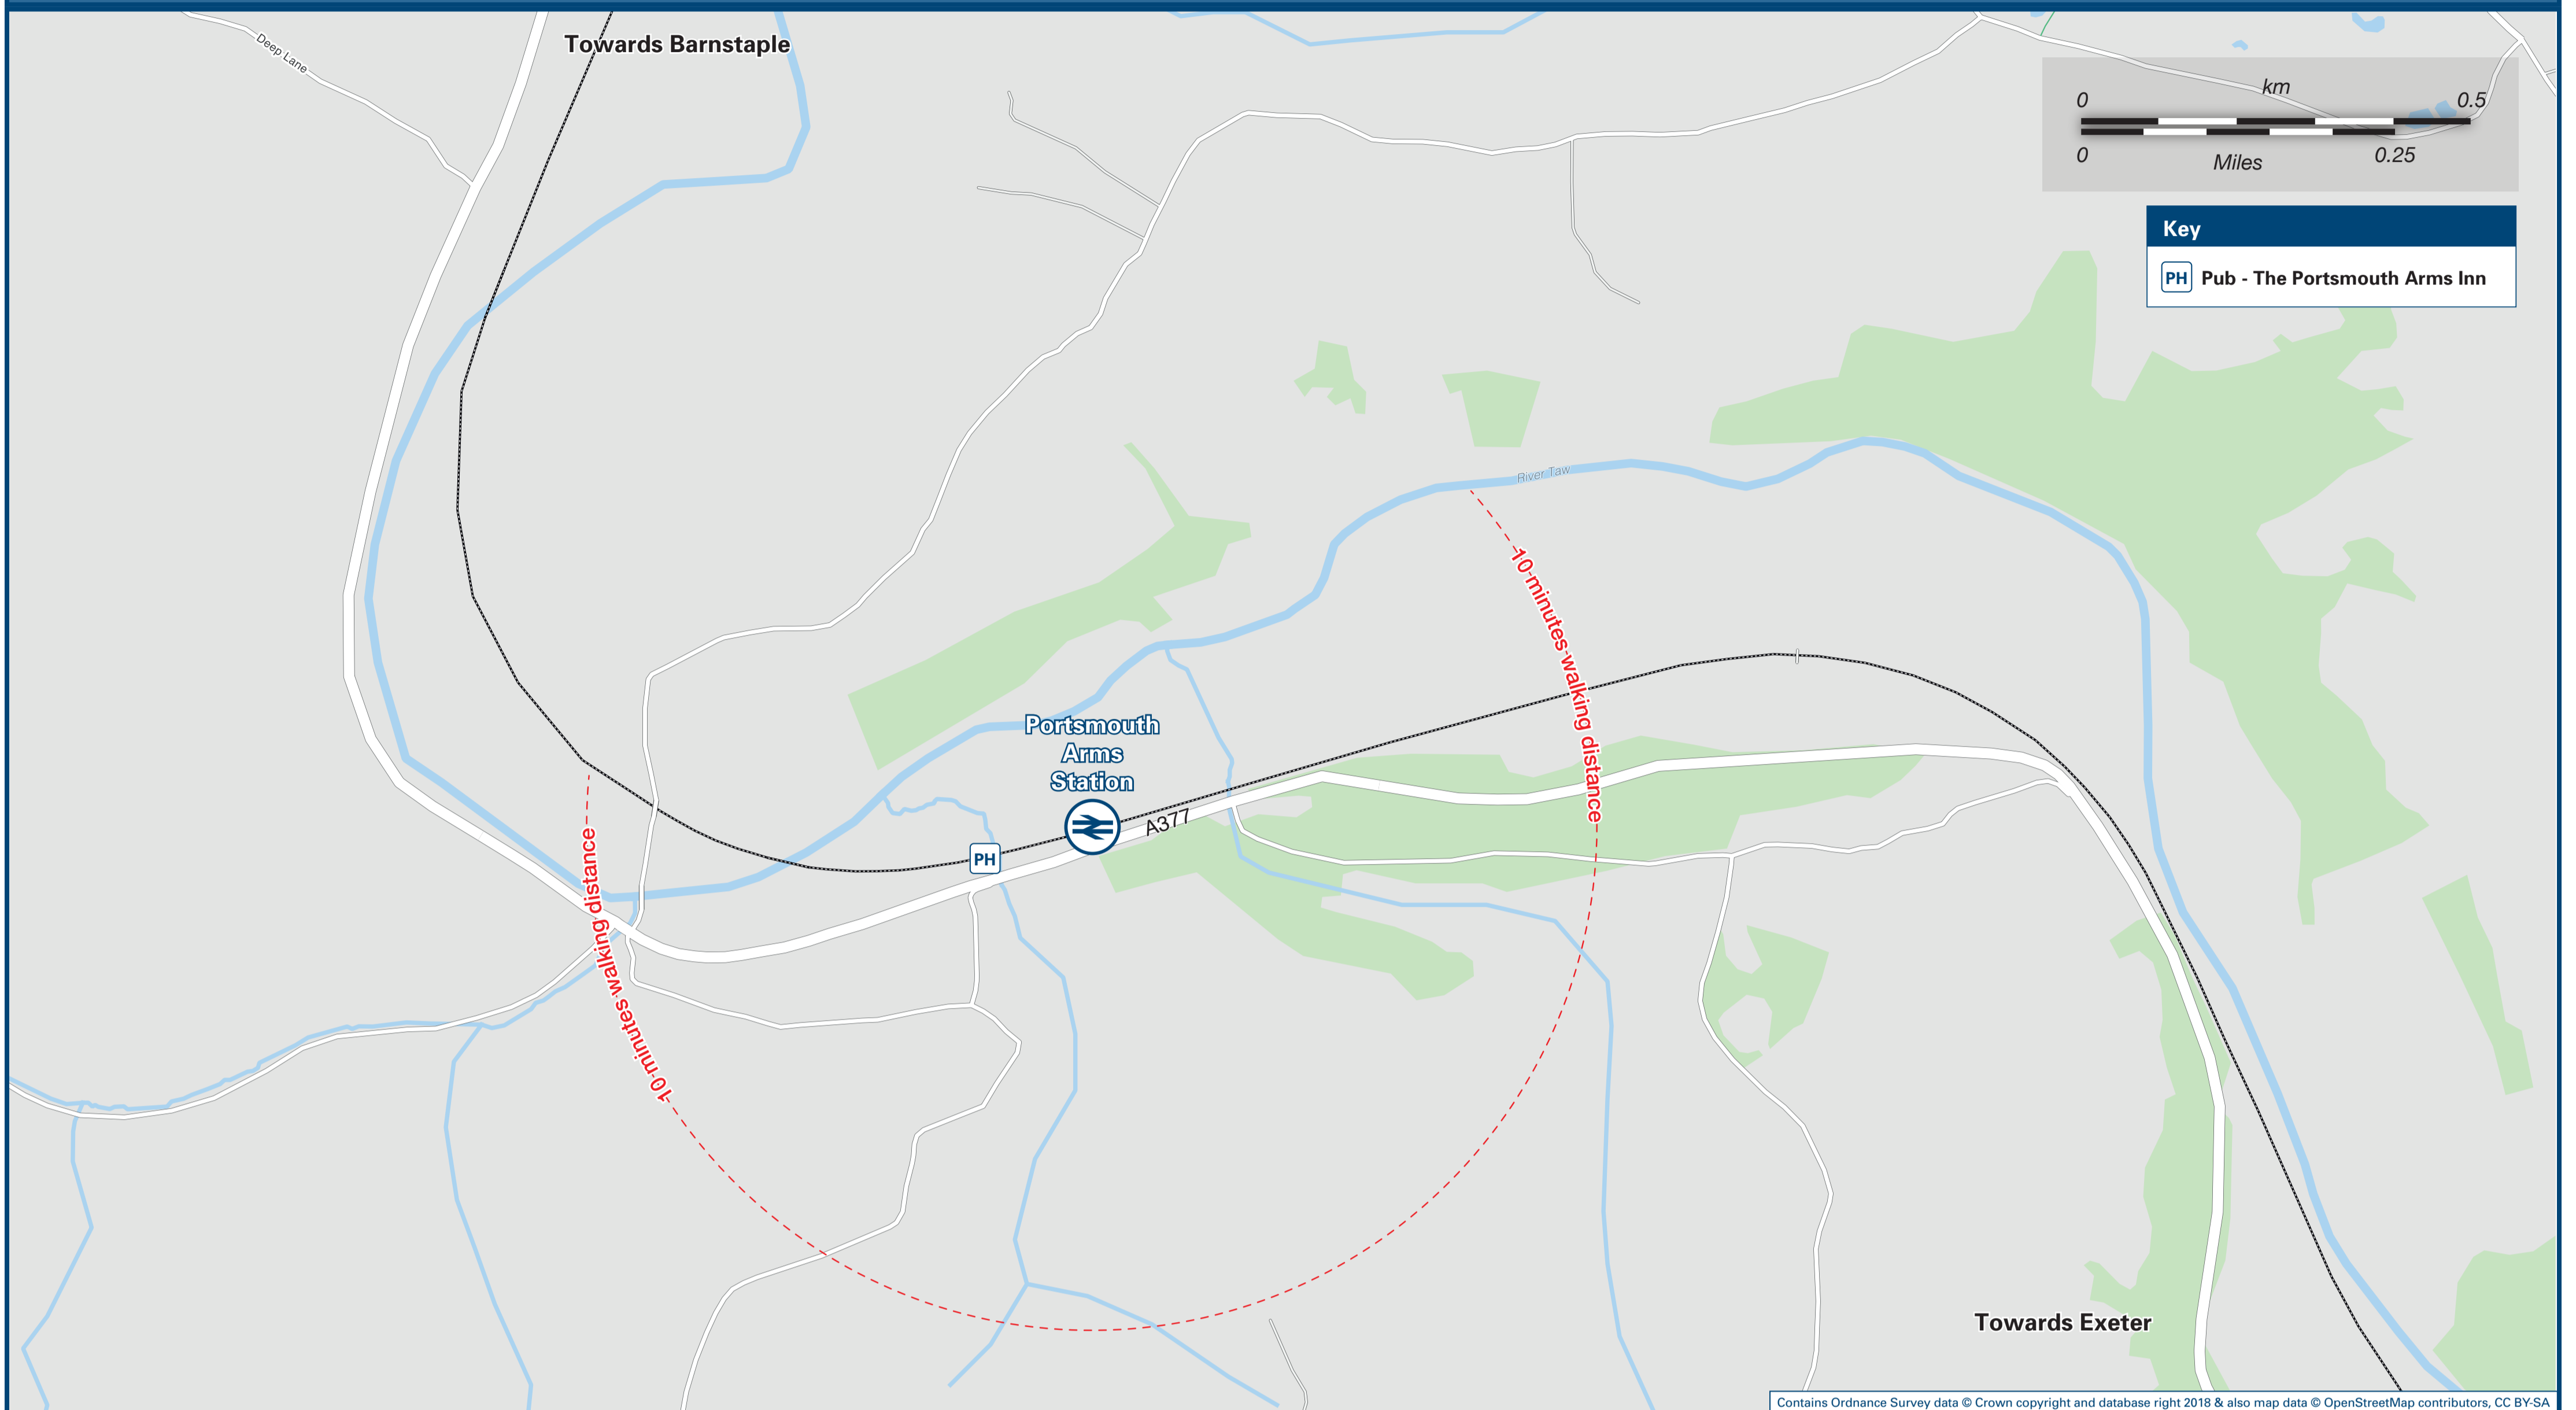 Towards Barnstaple
Deep Lane
km
0
0.5
0
0.25
Miles
Key
PH Pub - The Portsmouth Arms Inn
River Taw
10 minutes walking distance
Portsmouth
Arms
Station
A377
PH
10 minutes walking distance
Towards Exeter
Contains Ordnance Survey data © Crown copyright and database right 2018 & also map data © OpenStreetMap contributors, CC BY-SA